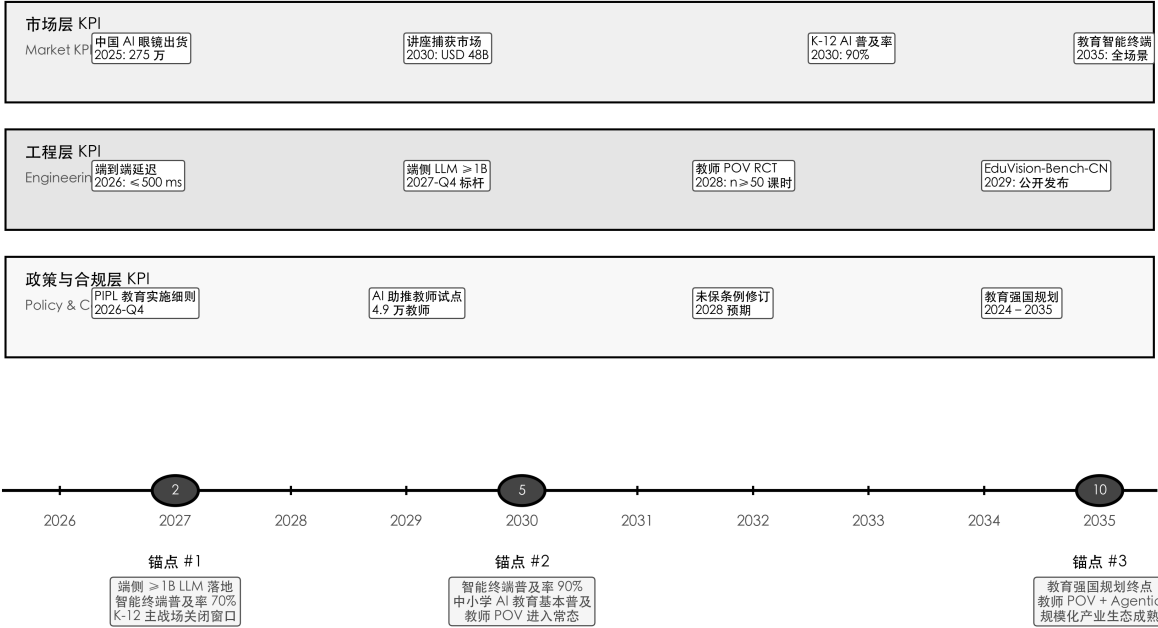 市场层 KPI
Market KPI
中国 AI 眼镜出货
2025: 275 万
讲座捕获市场
2030: USD 48B
K-12 AI 普及率
2030: 90%
教育智能终端
2035: 全场景
工程层 KPI
Engineerin
端到端延迟
2026: ≤500 ms
端侧 LLM ≥1B
2027-Q4 标杆
教师 POV RCT
2028: n≥50 课时
EduVision-Bench-CN
2029: 公开发布
政策与合规层 KPI
Policy & C
PIPL 教育实施细则
2026-Q4
AI 助推教师试点
4.9 万教师
未保条例修订
2028 预期
教育强国规划
2024 – 2035
2
5
10
2026
2027
2028
2029
2030
2031
2032
2033
2034
2035
锚点 #1
端侧 ≥1B LLM 落地
智能终端普及率 70%
K-12 主战场关闭窗口
锚点 #2
智能终端普及率 90%
中小学 AI 教育基本普及
教师 POV 进入常态
锚点 #3
教育强国规划终点
教师 POV + Agentic
规模化产业生态成熟